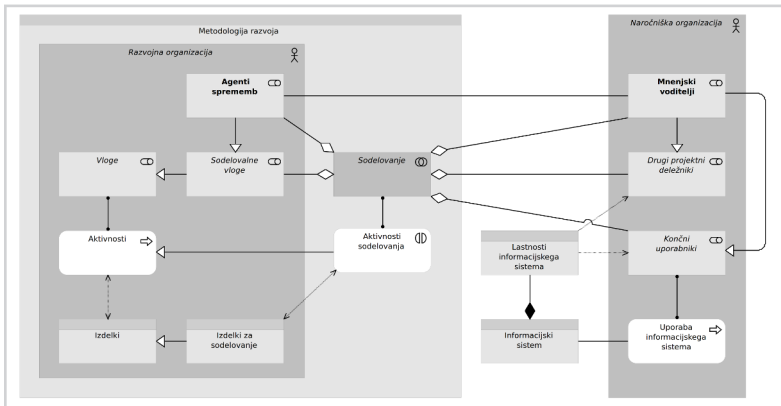 Metodologija razvoja
Naročniška organizacija
Razvojna organizacija
Agenti
sprememb
Mnenjski
voditelji
Vloge
Sodelovalne
vloge
Sodelovanje
Drugi projektni
deležniki
Aktivnosti
Aktivnosti
sodelovanja
Lastnosti
informacijskega
sistema
Končni
uporabniki
Izdelki
Izdelki za
sodelovanje
Informacijski
sistem
Uporaba
informacijskega
sistema